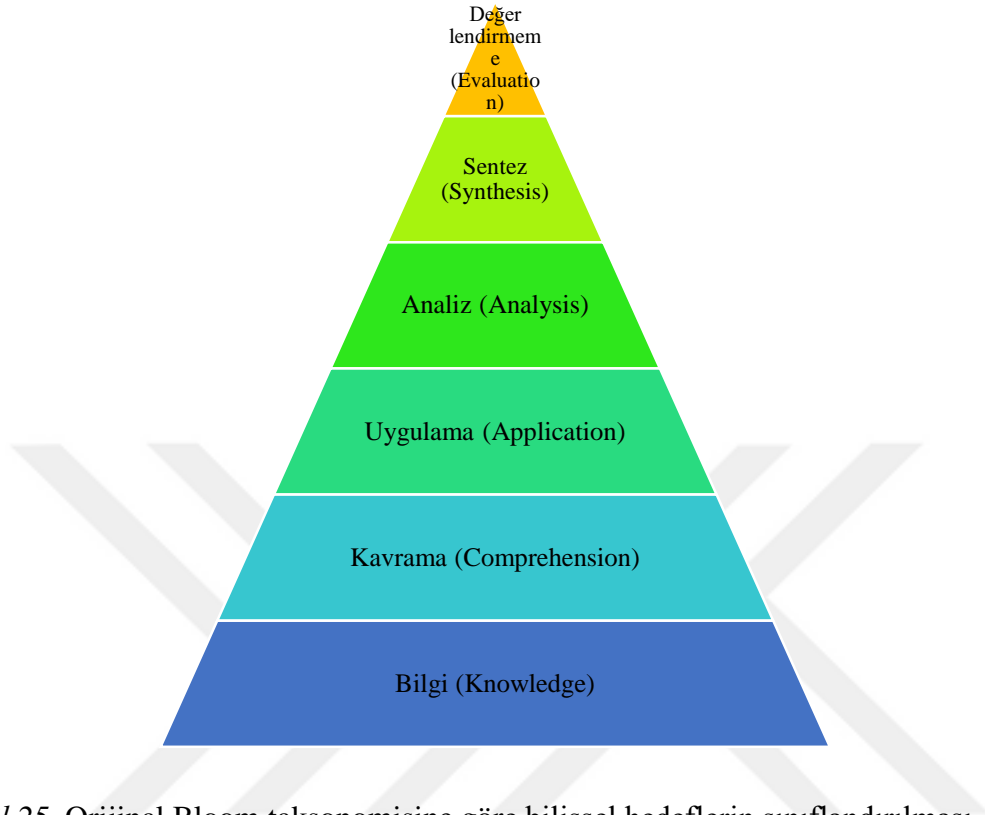 Değer
lendirmem
e
(Evaluatio
n)
Sentez
(Synthesis)
Analiz (Analysis)
Uygulama (Application)
Kavrama (Comprehension)
Bilgi (Knowledge)
25. Orijinal Bloom taksonomisine göre bilişsel hedeflerin sınıflandırılması